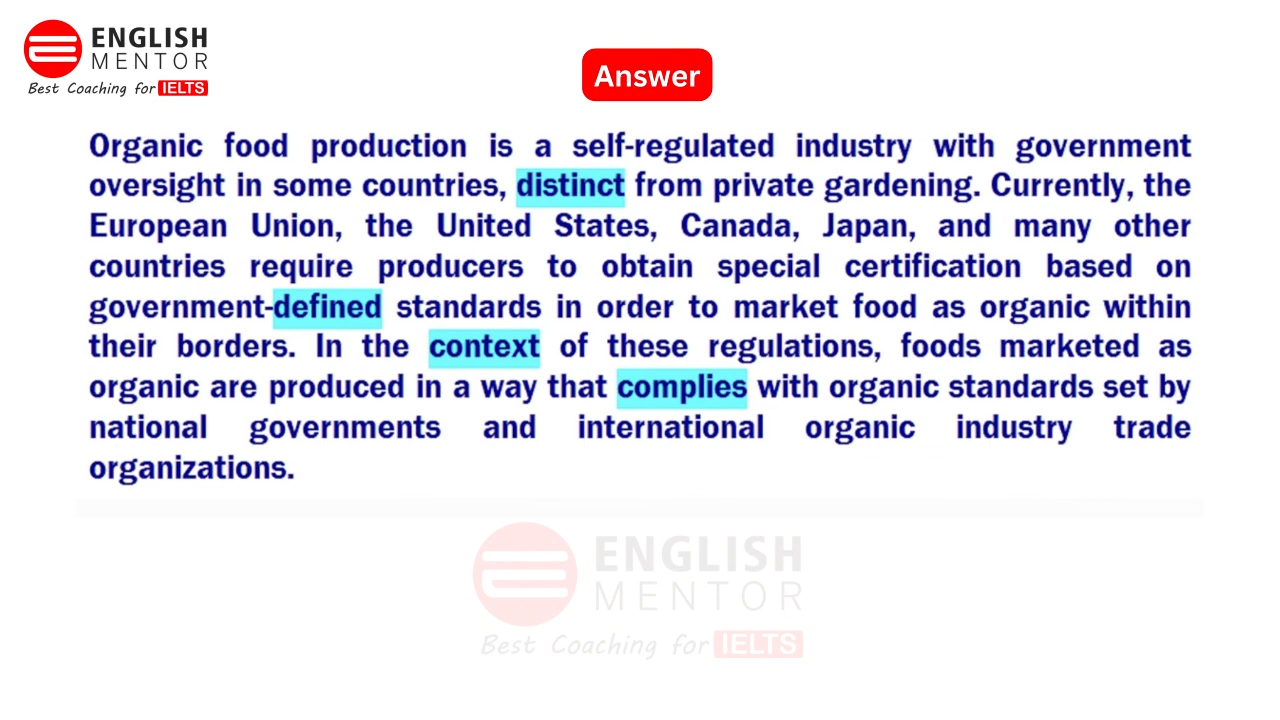 ENGLISH
MENTOR
Best Coaching for IELTS
Answer
Organic food production is a self-regulated industry with government
oversight in some countries, distinct from private gardening. Currently, the
European Union, the United States, Canada, Japan, and many other
countries require producers to obtain special certification based on
government-defined standards in order to market food as organic within
their borders. In the context of these regulations, foods marketed as
organic are produced in a way that complies with organic standards set by
national governments and international organic industry trade
organizations.
ENGLISH
MENTOR
Best Coaching for IELTS